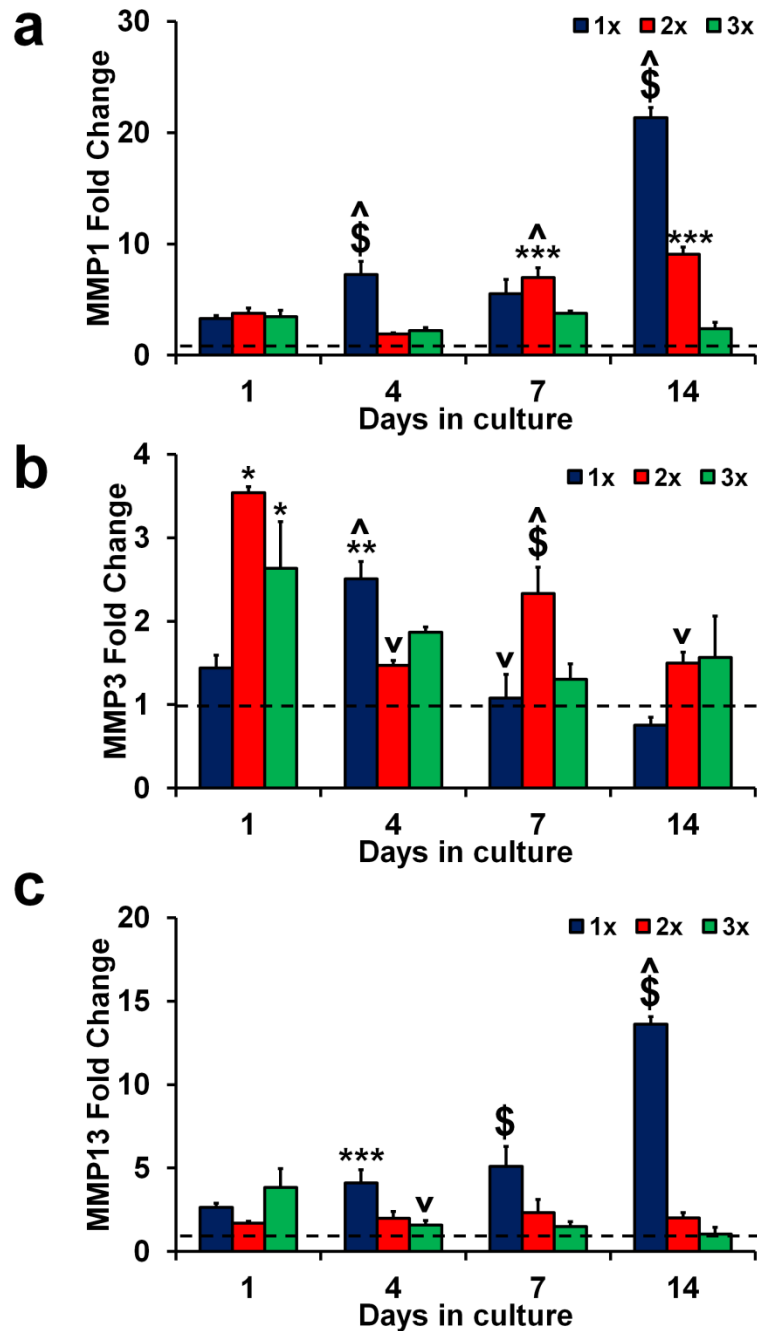 a
MMP1 Fold Change
30
20
10
0
1x 2x 3x
^
$
^
$
^
***
***
1 4 7 14
Days in culture
b
MMP3 Fold Change
4
3
2
1
0
1x 2x 3x
*
*
^
**
v
v
^
$
v
1 4 7 14
Days in culture
c
MMP13 Fold Change
20
15
10
5
0
1x 2x 3x
***
v
$
^
$
1 4 7 14
Days in culture